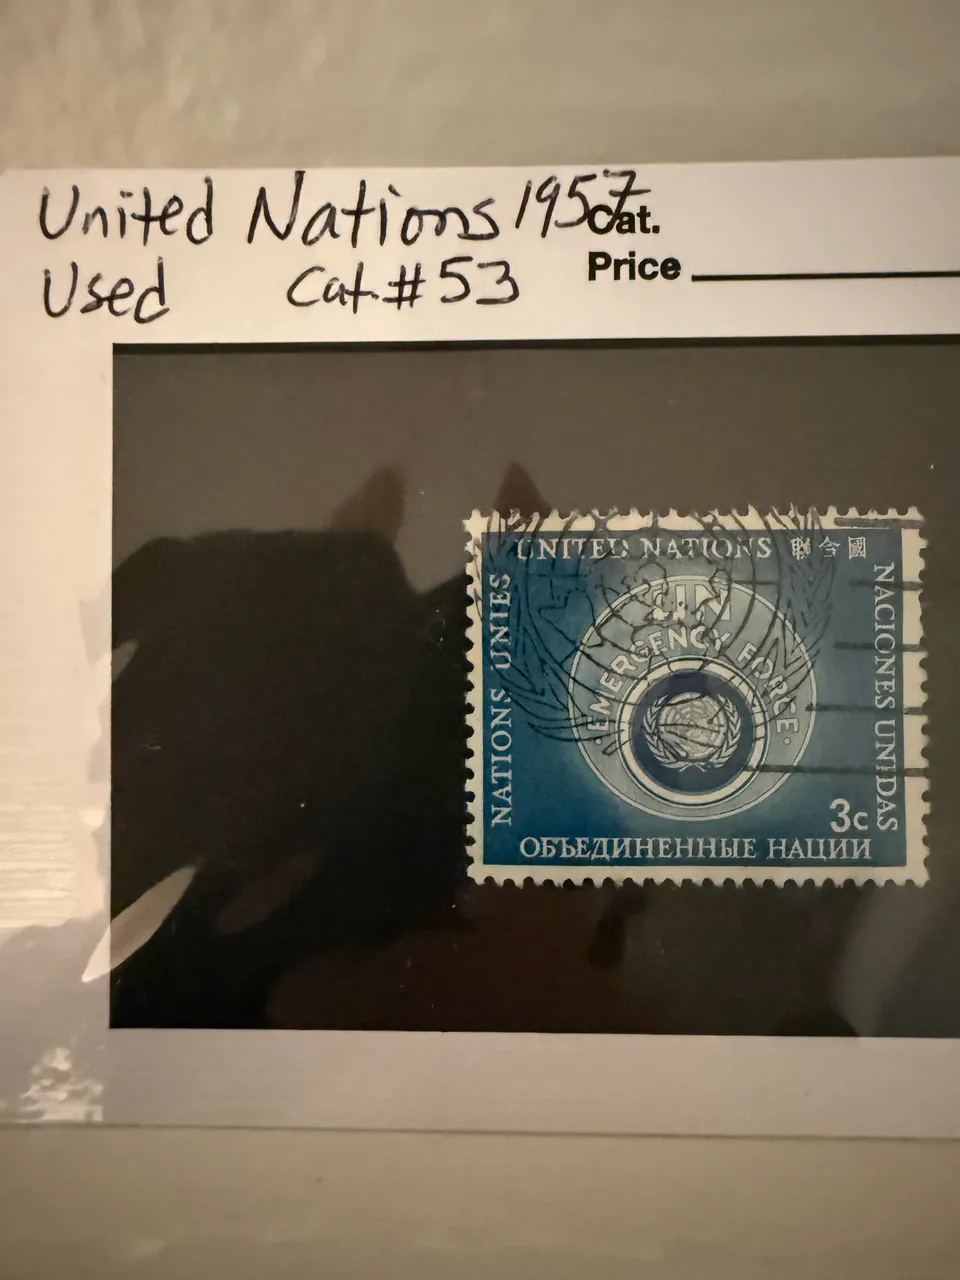 United Nations 1957
Cat.
Used Cat.#53
Price
UNITED NATIONS 聯合國
NATIONS UNIES
UN
EMERGENCY FORCE
NACIONES UNIDAS
3c
ОБЪЕДИНЕННЫЕ НАЦИИ